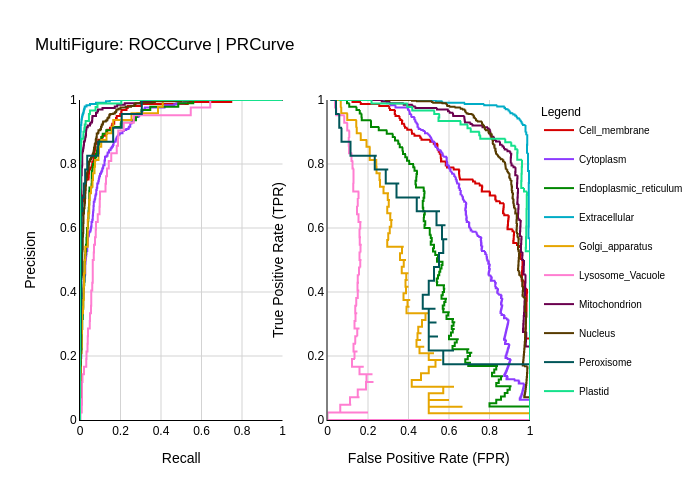 MultiFigure: ROCCurve | PRCurve
Precision
1
0.8
0.6
0.4
0.2
0
0
0.2
0.4
0.6
0.8
1
Recall
True Positive Rate (TPR)
1
0.8
0.6
0.4
0.2
0
0
0.2
0.4
0.6
0.8
1
False Positive Rate (FPR)
Legend
Cell_membrane
Cytoplasm
Endoplasmic_reticulum
Extracellular
Golgi_apparatus
Lysosome_Vacuole
Mitochondrion
Nucleus
Peroxisome
Plastid